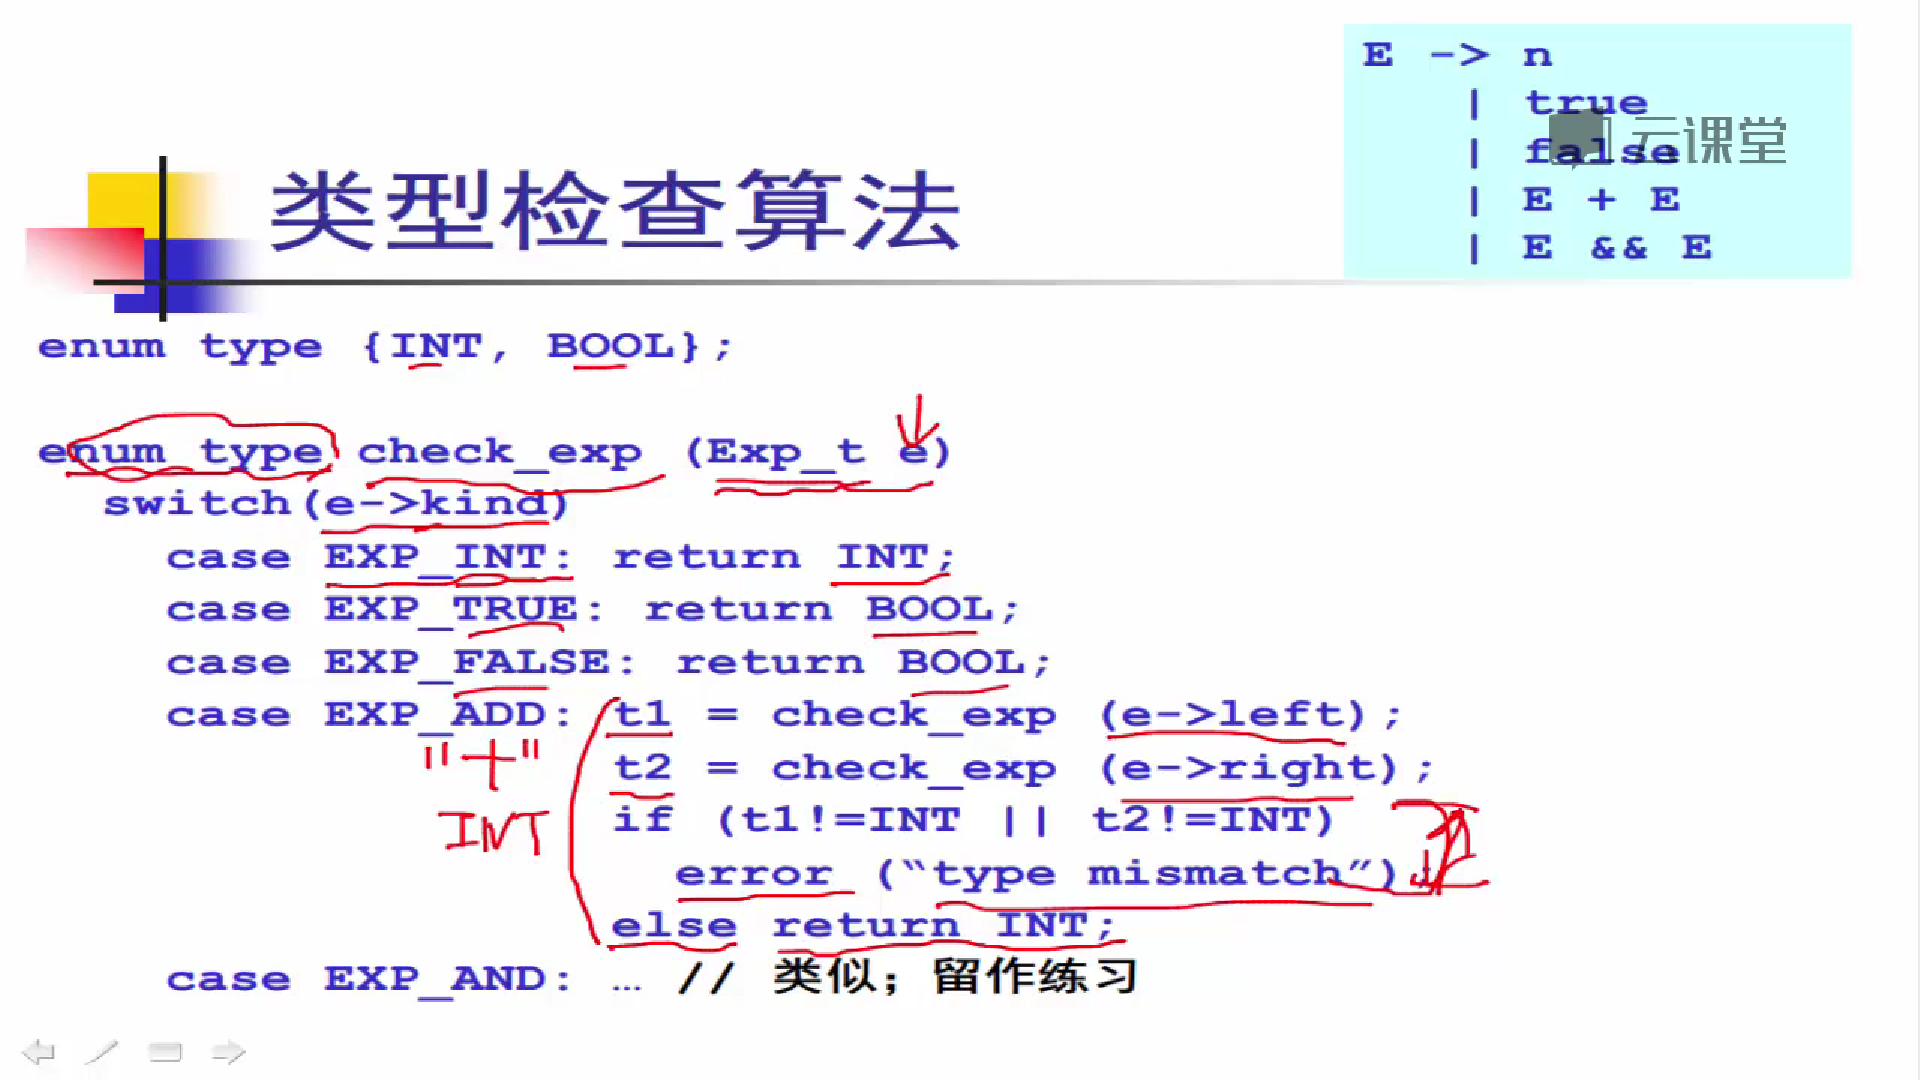 E -> n
| true
云课堂
| false
| E + E
| E && E
类型检查算法
enum type {INT, BOOL};
enum type check_exp (Exp_t e)
switch(e->kind)
case EXP_INT: return INT;
case EXP_TRUE: return BOOL;
case EXP_FALSE: return BOOL;
case EXP_ADD: t1 = check_exp (e->left);
"+"
t2 = check_exp (e->right);
INT
if (t1!=INT || t2!=INT)
error (“type mismatch”);
else return INT;
case EXP_AND: … // 类似; 留作练习